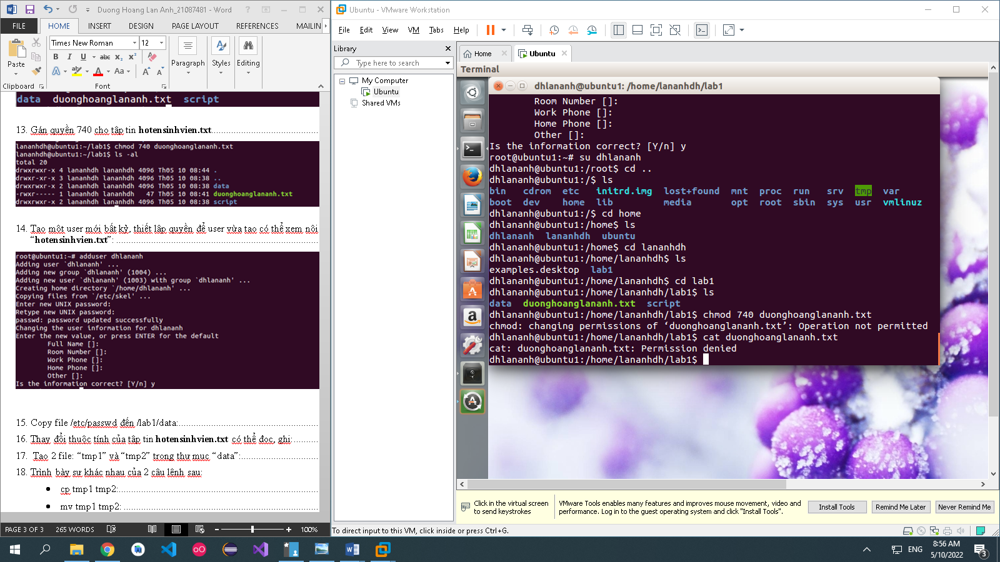 Duong Hoang Lan Anh_21087481 - Word
FILE HOME INSERT DESIGN PAGE LAYOUT REFERENCES MAILIN
Times New Roman 12
Paste Paragraph Styles Editing
B I U abc x₂ x²
A ab A Aa A A
Clipboard Font
data duonghoanglananh.txt script
13. Gán quyền 740 cho tập tin hotensinhvien.txt
lananhdh@ubuntu1:~/lab1$ chmod 740 duonghoanglananh.txt
lananhdh@ubuntu1:~/lab1$ ls -al
total 20
drwxrwxr-x 4 lananhdh lananhdh 4096 Th05 10 08:44 .
drwxr-xr-x 3 lananhdh lananhdh 4096 Th05 10 08:38 ..
drwxrwxr-x 2 lananhdh lananhdh 4096 Th05 10 08:38 data
-rwxr----- 1 lananhdh lananhdh 47 Th05 10 08:41 duonghoanglananh.txt
drwxrwxr-x 2 lananhdh lananhdh 4096 Th05 10 08:38 script
14. Tạo một user mới bất kỳ, thiết lập quyền để user vừa tạo có thể xem nội
“hotensinhvien.txt”:
root@ubuntu1:~# adduser dhlananh
Adding user `dhlananh' ...
Adding new group `dhlananh' (1004) ...
Adding new user `dhlananh' (1003) with group `dhlananh' ...
Creating home directory `/home/dhlananh' ...
Copying files from `/etc/skel' ...
Enter new UNIX password:
Retype new UNIX password:
passwd: password updated successfully
Changing the user information for dhlananh
Enter the new value, or press ENTER for the default
Full Name []:
Room Number []:
Work Phone []:
Home Phone []:
Other []:
Is the information correct? [Y/n] y
15. Copy file /etc/passwd đến /lab1/data:
16. Thay đổi thuộc tính của tập tin hotensinhvien.txt có thể đọc, ghi:
17. Tạo 2 file: “tmp1” và “tmp2” trong thư mục “data”:
18. Trình bày sự khác nhau của 2 câu lệnh sau:
• cp tmp1 tmp2:
• mv tmp1 tmp2:
PAGE 3 OF 3 265 WORDS 100%
Ubuntu - VMware Workstation
File Edit View VM Tabs Help
Library
Type here to search
My Computer
Ubuntu
Shared VMs
Home Ubuntu
Terminal
dhlananh@ubuntu1: /home/lananhdh/lab1
Room Number []:
Work Phone []:
Home Phone []:
Other []:
Is the information correct? [Y/n] y
root@ubuntu1:~# su dhlananh
dhlananh@ubuntu1:/root$ cd ..
dhlananh@ubuntu1:/$ ls
bin cdrom etc initrd.img lost+found mnt proc run srv tmp var
boot dev home lib media opt root sbin sys usr vmlinuz
dhlananh@ubuntu1:/$ cd home
dhlananh@ubuntu1:/home$ ls
dhlananh lananhdh ubuntu
dhlananh@ubuntu1:/home$ cd lananhdh
dhlananh@ubuntu1:/home/lananhdh$ ls
examples.desktop lab1
dhlananh@ubuntu1:/home/lananhdh$ cd lab1
dhlananh@ubuntu1:/home/lananhdh/lab1$ ls
data duonghoanglananh.txt script
dhlananh@ubuntu1:/home/lananhdh/lab1$ chmod 740 duonghoanglananh.txt
chmod: changing permissions of ‘duonghoanglananh.txt’: Operation not permitted
dhlananh@ubuntu1:/home/lananhdh/lab1$ cat duonghoanglananh.txt
cat: duonghoanglananh.txt: Permission denied
dhlananh@ubuntu1:/home/lananhdh/lab1$
Click in the virtual screen
to send keystrokes
VMware Tools enables many features and improves mouse movement, video and
performance. Log in to the guest operating system and click "Install Tools".
Install Tools Remind Me Later Never Remind Me
To direct input to this VM, click inside or press Ctrl+G.
ENG 8:56 AM
5/10/2022
3